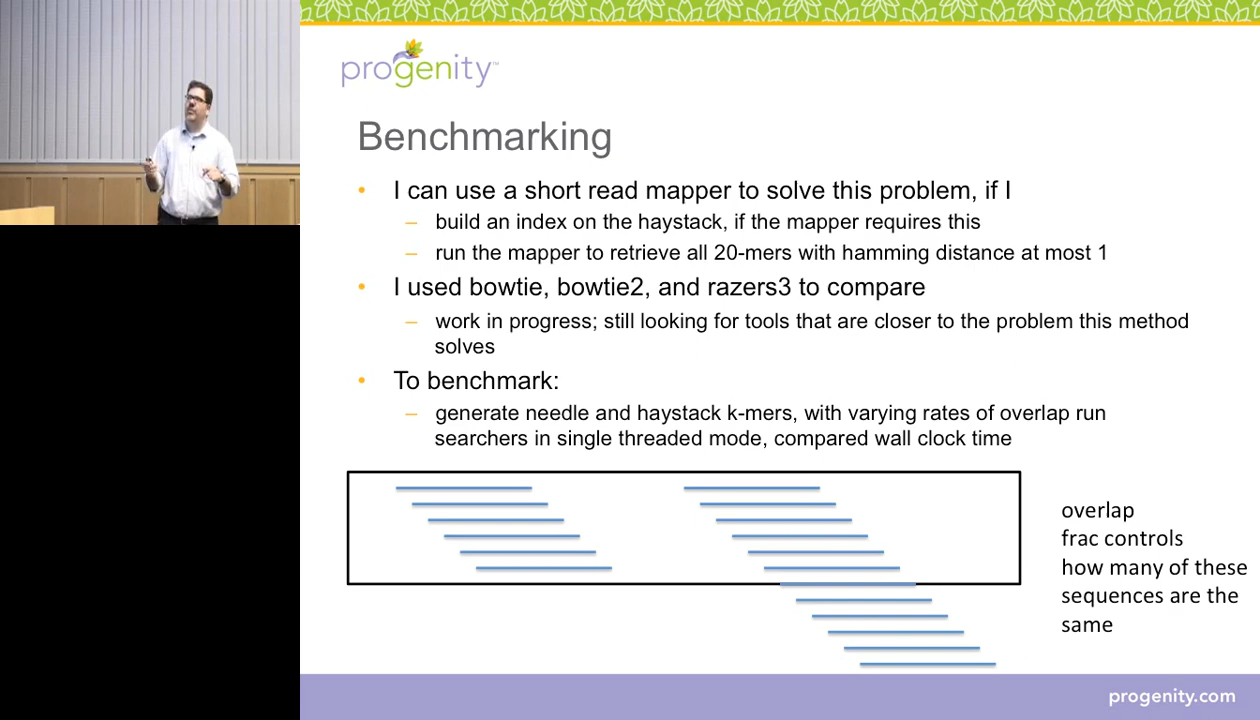 progenity™
Benchmarking
• I can use a short read mapper to solve this problem, if I
– build an index on the haystack, if the mapper requires this
– run the mapper to retrieve all 20-mers with hamming distance at most 1
• I used bowtie, bowtie2, and razers3 to compare
– work in progress; still looking for tools that are closer to the problem this method
solves
• To benchmark:
– generate needle and haystack k-mers, with varying rates of overlap run
searchers in single threaded mode, compared wall clock time
overlap
frac controls
how many of these
sequences are the
same
progenity.com